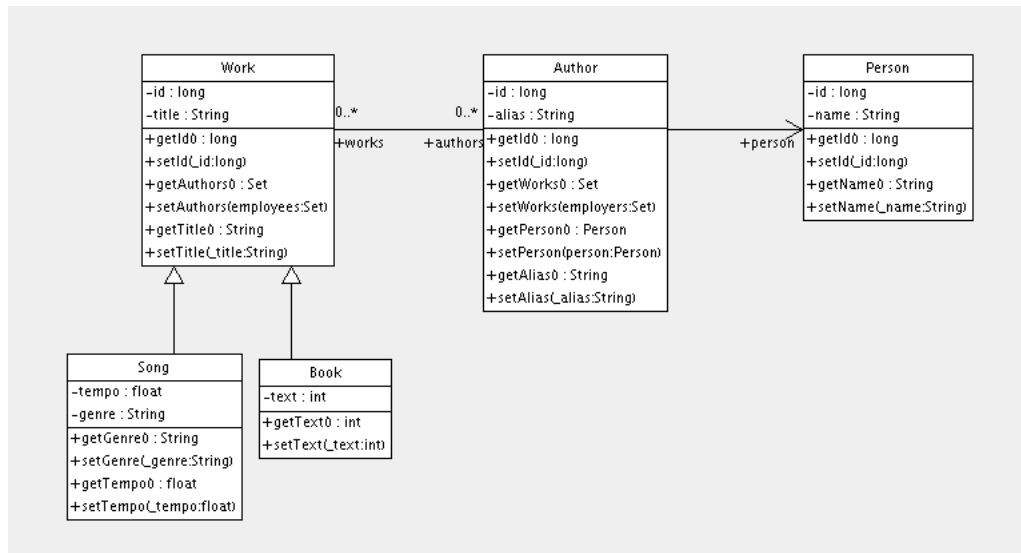 Work
-id : long
-title : String
+getId() : long
+setId(_id:long)
+getAuthors() : Set
+setAuthors(employees:Set)
+getTitle() : String
+setTitle(_title:String)
0..*
+works
0..*
+authors
Author
-id : long
-alias : String
+getId() : long
+setId(_id:long)
+getWorks() : Set
+setWorks(employers:Set)
+getPerson() : Person
+setPerson(person:Person)
+getAlias() : String
+setAlias(_alias:String)
+person
Person
-id : long
-name : String
+getId() : long
+setId(_id:long)
+getName() : String
+setName(_name:String)
Song
-tempo : float
-genre : String
+getGenre() : String
+setGenre(_genre:String)
+getTempo() : float
+setTempo(_tempo:float)
Book
-text : int
+getText() : int
+setText(_text:int)